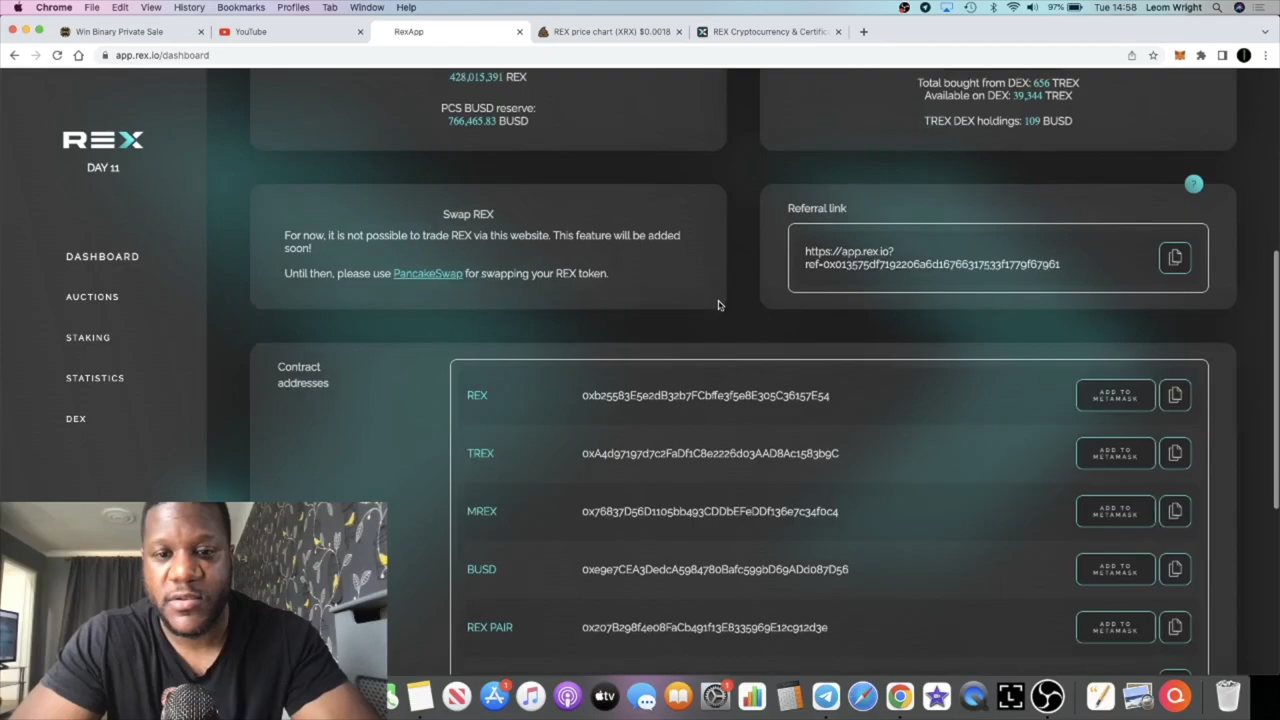 Chrome File Edit View History Bookmarks Profiles Tab Window Help
97% Tue 14:58 Leom Wright
Win Binary Private Sale
YouTube
RexApp
REX price chart (XRX) $0.0018
REX Cryptocurrency & Certific
app.rex.io/dashboard
REX
DAY 11
DASHBOARD
AUCTIONS
STAKING
STATISTICS
DEX
428,015,391 REX
PCS BUSD reserve:
766,465.83 BUSD
Total bought from DEX: 656 TREX
Available on DEX: 39,344 TREX
TREX DEX holdings: 109 BUSD
Swap REX
For now, it is not possible to trade REX via this website. This feature will be added
soon!
Until then, please use PancakeSwap for swapping your REX token.
?
Referral link
https://app.rex.io?
ref=0x013575df7192206a6d16766317533f1779f67961
Contract
addresses
REX 0xb25583E5e2dB32b7FCbffe3f5e8E305C36157E54 ADD TO
METAMASK
TREX 0xA4d97197d7c2FaDf1C8e2226d03AAD8Ac1583b9C ADD TO
METAMASK
MREX 0x76837D56D1105bb493CDDbEFeDDf136e7c34f0c4 ADD TO
METAMASK
BUSD 0xe9e7CEA3DedcA5984780Bafc599bD69ADd087D56 ADD TO
METAMASK
REX PAIR 0x207B298f4e08FaCb491f13E8335969E12c912d3e ADD TO
METAMASK
tv